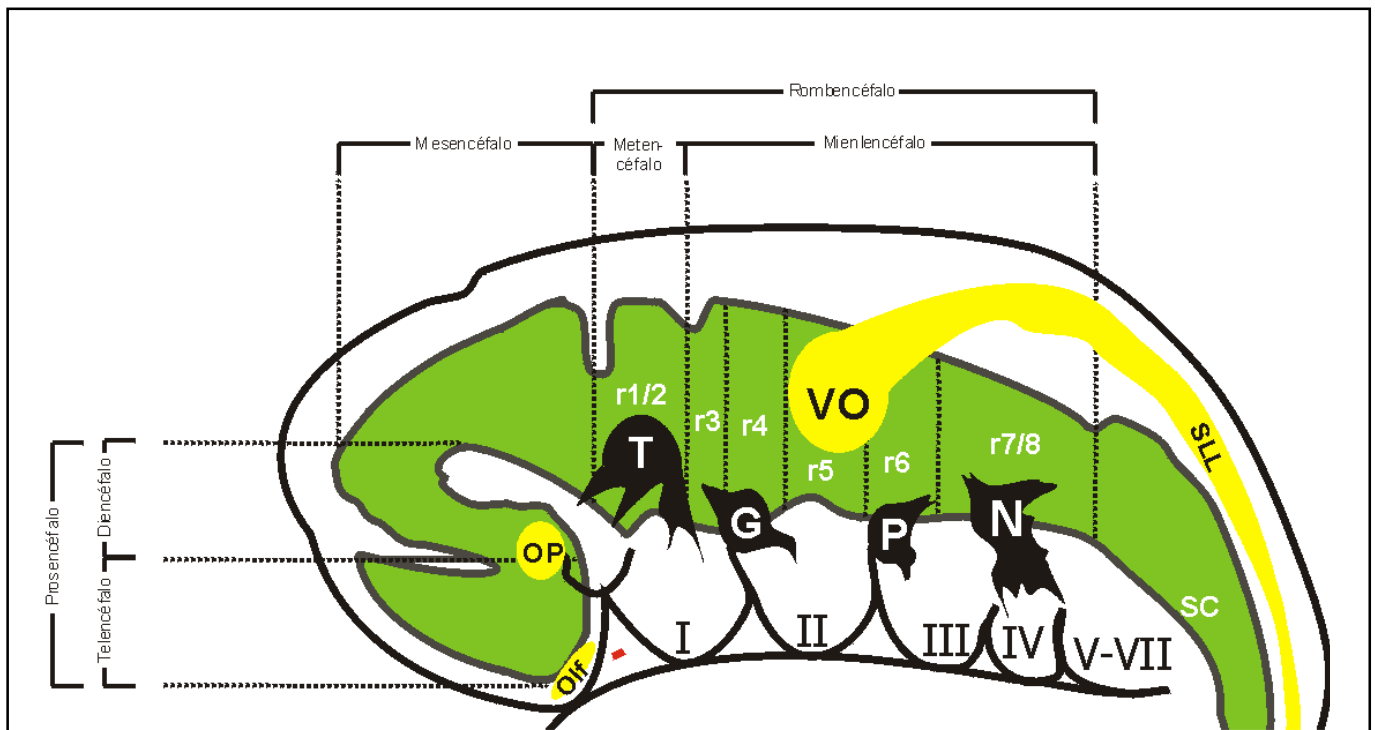 Rombencéfalo
Mesencéfalo
Meten-
céfalo
Mienlencéfalo
Prosencéfalo
Diencéfalo
Telencéfalo
r1/2
r3
r4
r5
r6
r7/8
VO
SLL
T
G
P
N
OP
Olf
SC
I
II
III
IV
V-VII